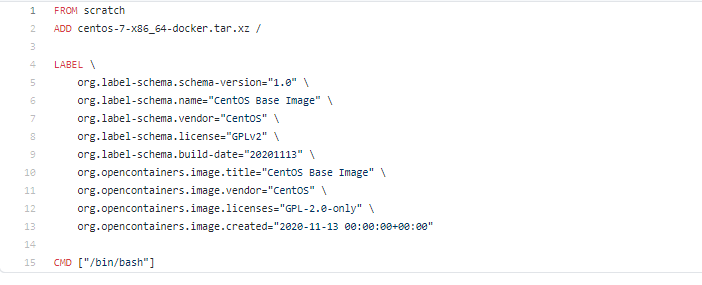 1 FROM scratch
2 ADD centos-7-x86_64-docker.tar.xz /
3
4 LABEL \
5 org.label-schema.schema-version="1.0" \
6 org.label-schema.name="CentOS Base Image" \
7 org.label-schema.vendor="CentOS" \
8 org.label-schema.license="GPLv2" \
9 org.label-schema.build-date="20201113" \
10 org.opencontainers.image.title="CentOS Base Image" \
11 org.opencontainers.image.vendor="CentOS" \
12 org.opencontainers.image.licenses="GPL-2.0-only" \
13 org.opencontainers.image.created="2020-11-13 00:00:00+00:00"
14
15 CMD ["/bin/bash"]